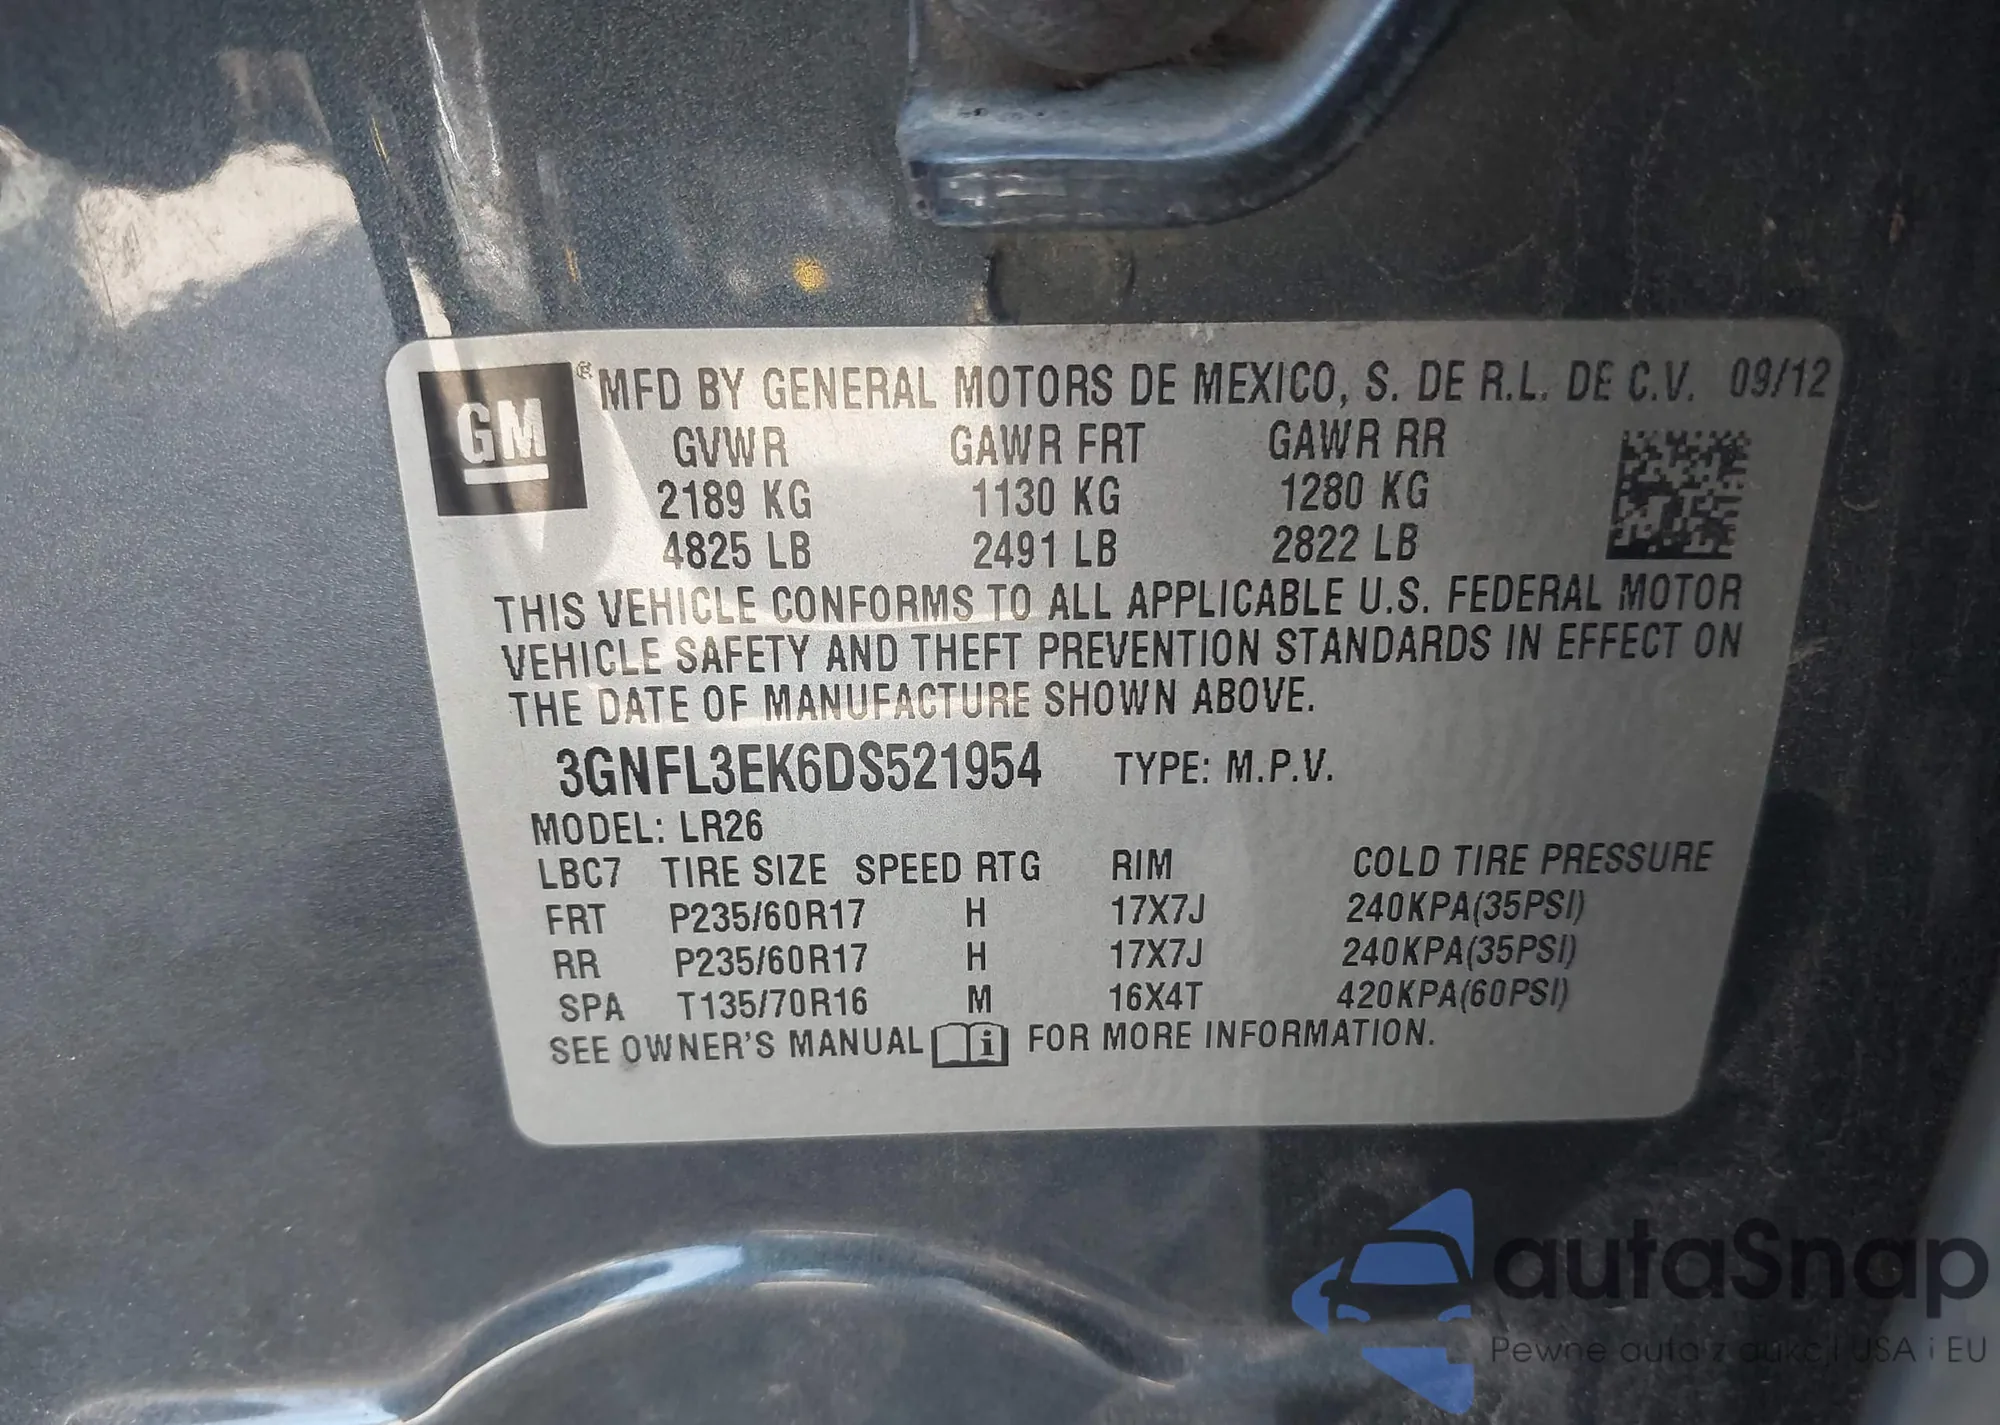 GM ® MFD BY GENERAL MOTORS DE MEXICO, S. DE R.L. DE C.V. 09/12
GVWR GAWR FRT GAWR RR
2189 KG 1130 KG 1280 KG
4825 LB 2491 LB 2822 LB
THIS VEHICLE CONFORMS TO ALL APPLICABLE U.S. FEDERAL MOTOR
VEHICLE SAFETY AND THEFT PREVENTION STANDARDS IN EFFECT ON
THE DATE OF MANUFACTURE SHOWN ABOVE.
3GNFL3EK6DS521954 TYPE: M.P.V.
MODEL: LR26
LBC7 TIRE SIZE SPEED RTG RIM COLD TIRE PRESSURE
FRT P235/60R17 H 17X7J 240KPA(35PSI)
RR P235/60R17 H 17X7J 240KPA(35PSI)
SPA T135/70R16 M 16X4T 420KPA(60PSI)
SEE OWNER'S MANUAL i FOR MORE INFORMATION.
autaSnap
Pewne auta z aukcji USA i EU